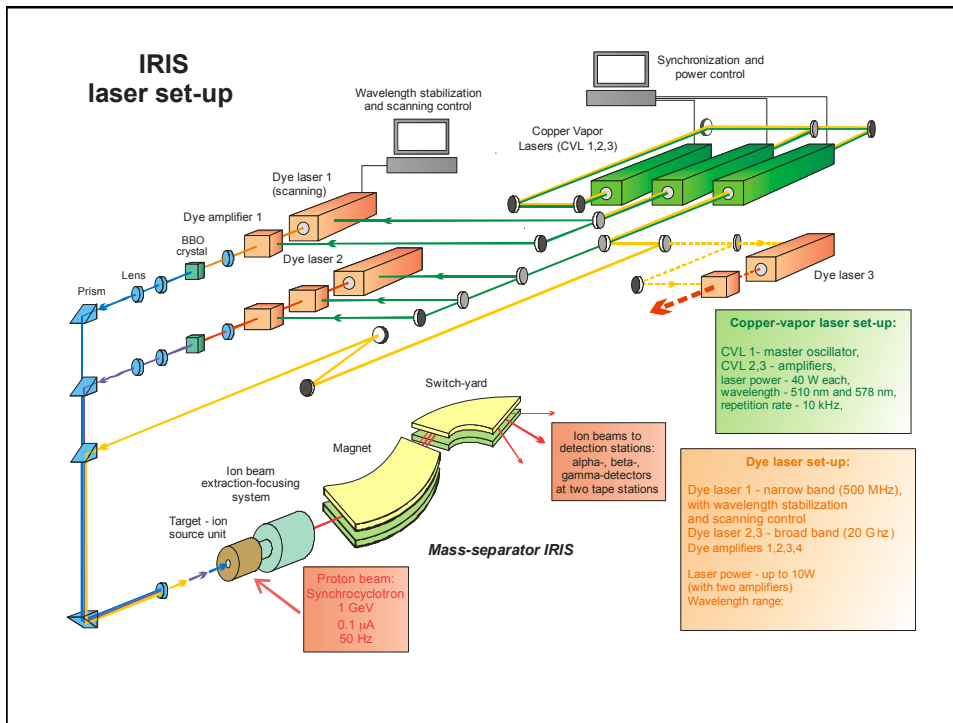 IRIS
laser set-up
Wavelength stabilization
and scanning control
Synchronization and
power control
Copper Vapor
Lasers (CVL 1,2,3)
Dye laser 1
(scanning)
Dye amplifier 1
BBO
crystal
Dye laser 2
Lens
Prism
Dye laser 3
Copper-vapor laser set-up:
CVL 1- master oscillator,
CVL 2,3 - amplifiers,
laser power - 40 W each,
wavelength - 510 nm and 578 nm,
repetition rate - 10 kHz,
Switch-yard
Magnet
Ion beams to
detection stations:
alpha-, beta-,
gamma-detectors
at two tape stations
Ion beam
extraction-focusing
system
Target - ion
source unit
Mass-separator IRIS
Dye laser set-up:
Dye laser 1 - narrow band (500 MHz),
with wavelength stabilization
and scanning control
Dye laser 2,3 - broad band (20 GHz)
Dye amplifiers 1,2,3,4
Laser power - up to 10W
(with two amplifiers)
Wavelength range:
Proton beam:
Synchrocyclotron
1 GeV
0.1 μA
50 Hz